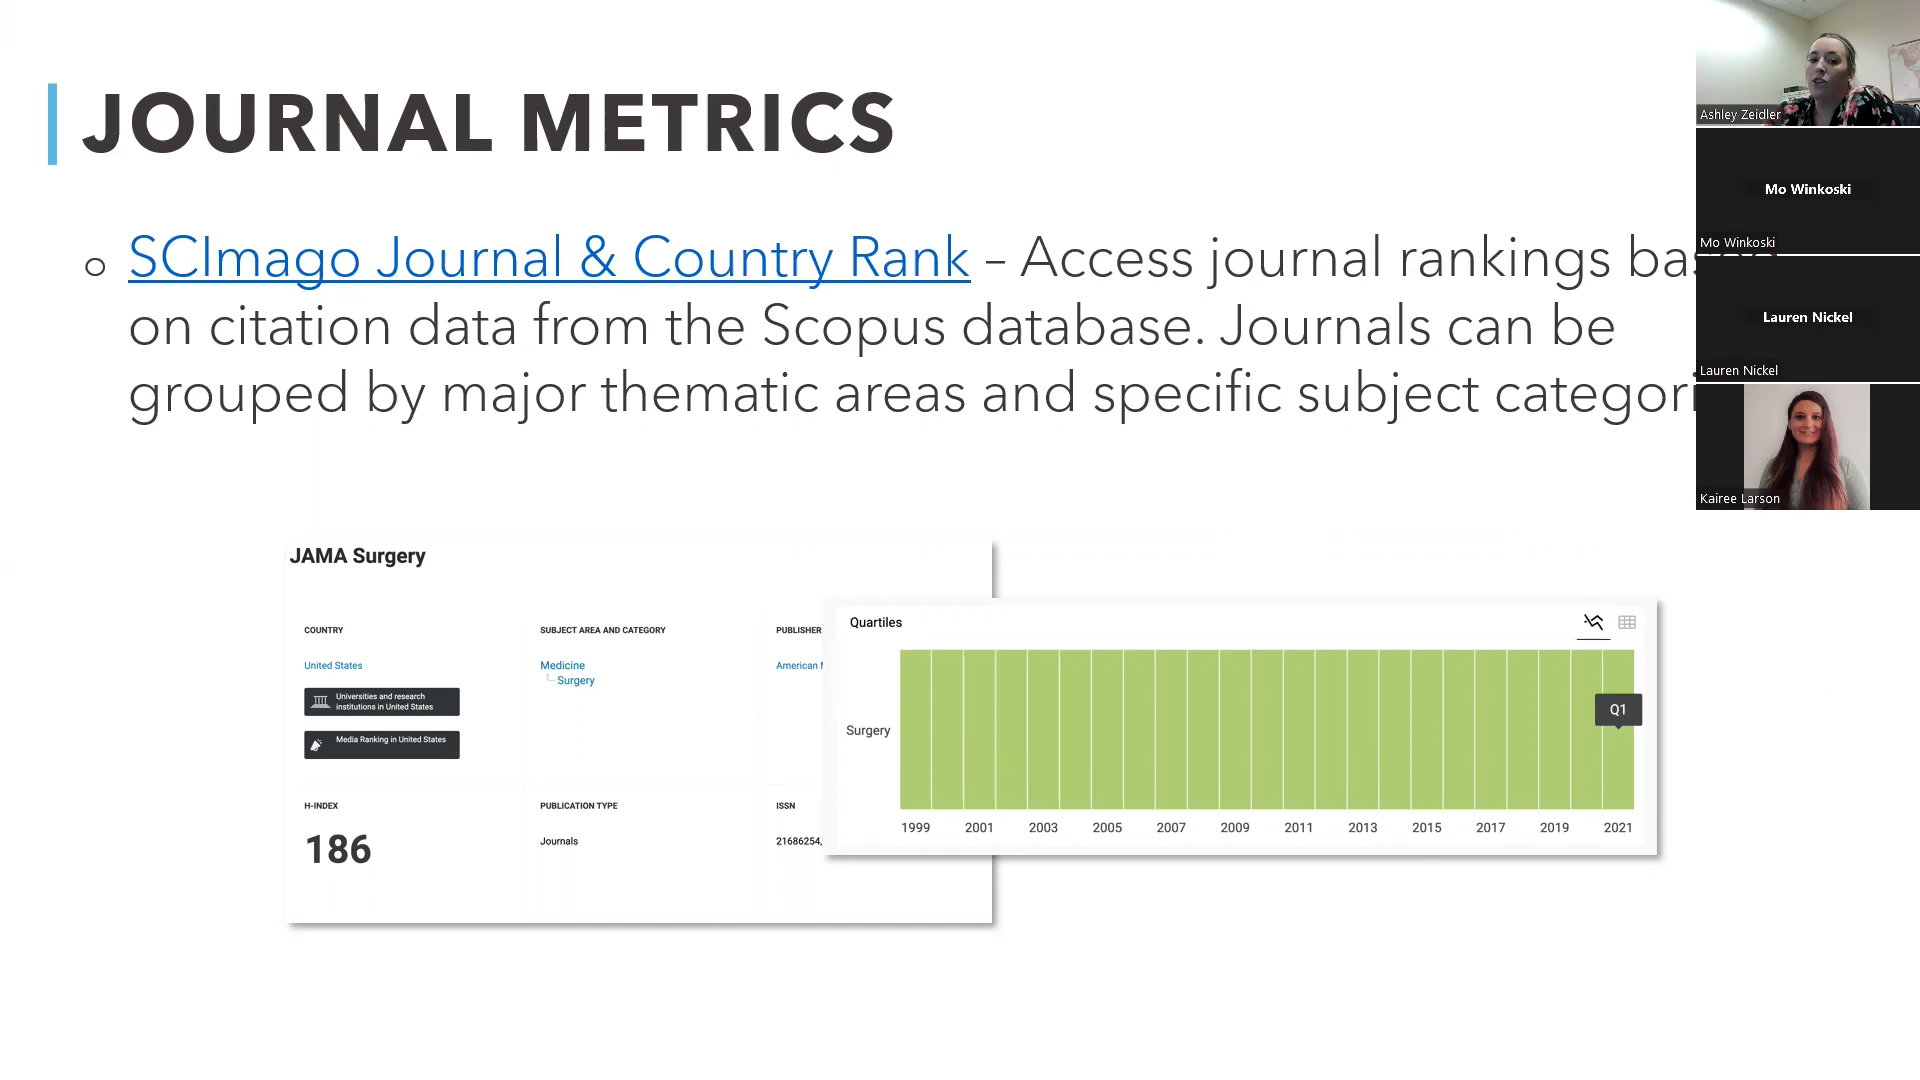 JOURNAL METRICS
SCImago Journal & Country Rank – Access journal rankings
on citation data from the Scopus database. Journals can be
grouped by major thematic areas and specific subject
JAMA Surgery
COUNTRY
United States
Universities and research
institutions in United States
Media Ranking in United States
SUBJECT AREA AND CATEGORY
Medicine
Surgery
PUBLISHER
American
H-INDEX
186
PUBLICATION TYPE
Journals
ISSN
21686254,
Quartiles
Surgery
Q1
1999 2001 2003 2005 2007 2009 2011 2013 2015 2017 2019 2021
Ashley Zeidler
Mo Winkoski
Mo Winkoski
Lauren Nickel
Lauren Nickel
Kairee Larson